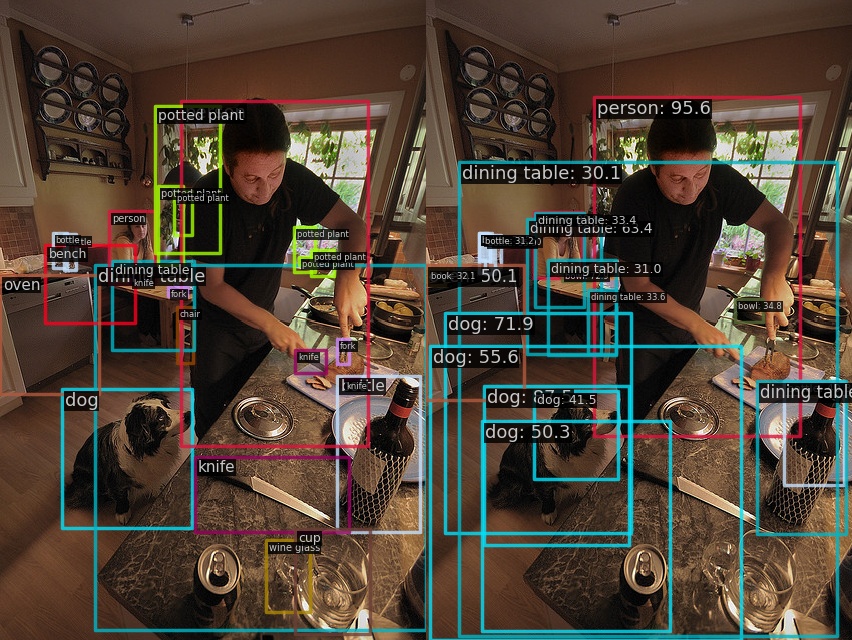 potted plant
potted plant
potted plant
person
potted plant
bottle
bench
potted plant
potted plant
dining table
dining table
oven
knife
fork
chair
fork
knife
knife
dog
knife
cup
wine glass
person: 95.6
dining table: 30.1
dining table: 33.4
bottle: 31.2
dining table: 31.0
book: 32.1
50.1
dining table: 33.6
bowl: 34.8
dog: 71.9
dog: 55.6
dining table
dog: 41.5
dog: 50.3